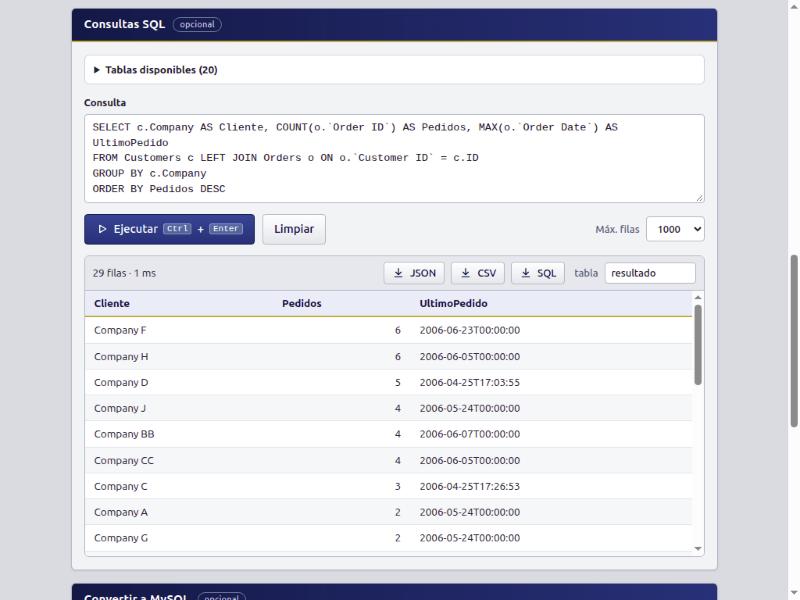 Consultas SQL opcional
▶ Tablas disponibles (20)
Consulta
SELECT c.Company AS Cliente, COUNT(o.`Order ID`) AS Pedidos, MAX(o.`Order Date`) AS
UltimoPedido
FROM Customers c LEFT JOIN Orders o ON o.`Customer ID` = c.ID
GROUP BY c.Company
ORDER BY Pedidos DESC
Ejecutar Ctrl + Enter Limpiar Máx. filas 1000
29 filas · 1 ms JSON CSV SQL tabla resultado
Cliente Pedidos UltimoPedido
Company F 6 2006-06-23T00:00:00
Company H 6 2006-06-05T00:00:00
Company D 5 2006-04-25T17:03:55
Company J 4 2006-05-24T00:00:00
Company BB 4 2006-06-07T00:00:00
Company CC 4 2006-06-05T00:00:00
Company C 3 2006-04-25T17:26:53
Company A 2 2006-05-24T00:00:00
Company G 2 2006-05-24T00:00:00
Convertir a MySQL opcional